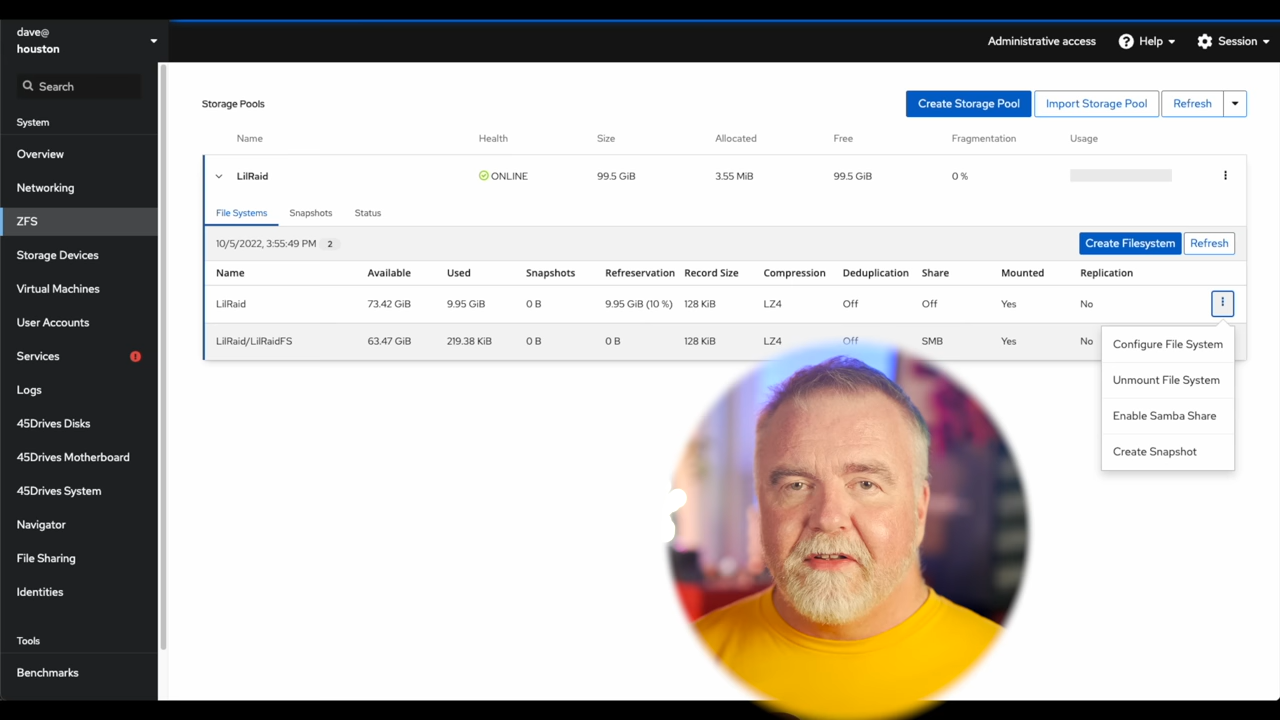 dave@
houston
Administrative access
Help
Session
Search
System
Overview
Networking
ZFS
Storage Devices
Virtual Machines
User Accounts
Services
Logs
45Drives Disks
45Drives Motherboard
45Drives System
Navigator
File Sharing
Identities
Tools
Benchmarks
Storage Pools
Create Storage Pool
Import Storage Pool
Refresh
Name Health Size Allocated Free Fragmentation Usage
LilRaid ONLINE 99.5 GiB 3.55 MiB 99.5 GiB 0 %
File Systems Snapshots Status
10/5/2022, 3:55:49 PM 2
Create Filesystem Refresh
Name Available Used Snapshots Refreservation Record Size Compression Deduplication Share Mounted Replication
LilRaid 73.42 GiB 9.95 GiB 0 B 9.95 GiB (10 %) 128 KiB LZ4 Off Off Yes No
LilRaid/LilRaidFS 63.47 GiB 219.38 KiB 0 B 0 B 128 KiB LZ4 Off SMB Yes No
Configure File System
Unmount File System
Enable Samba Share
Create Snapshot